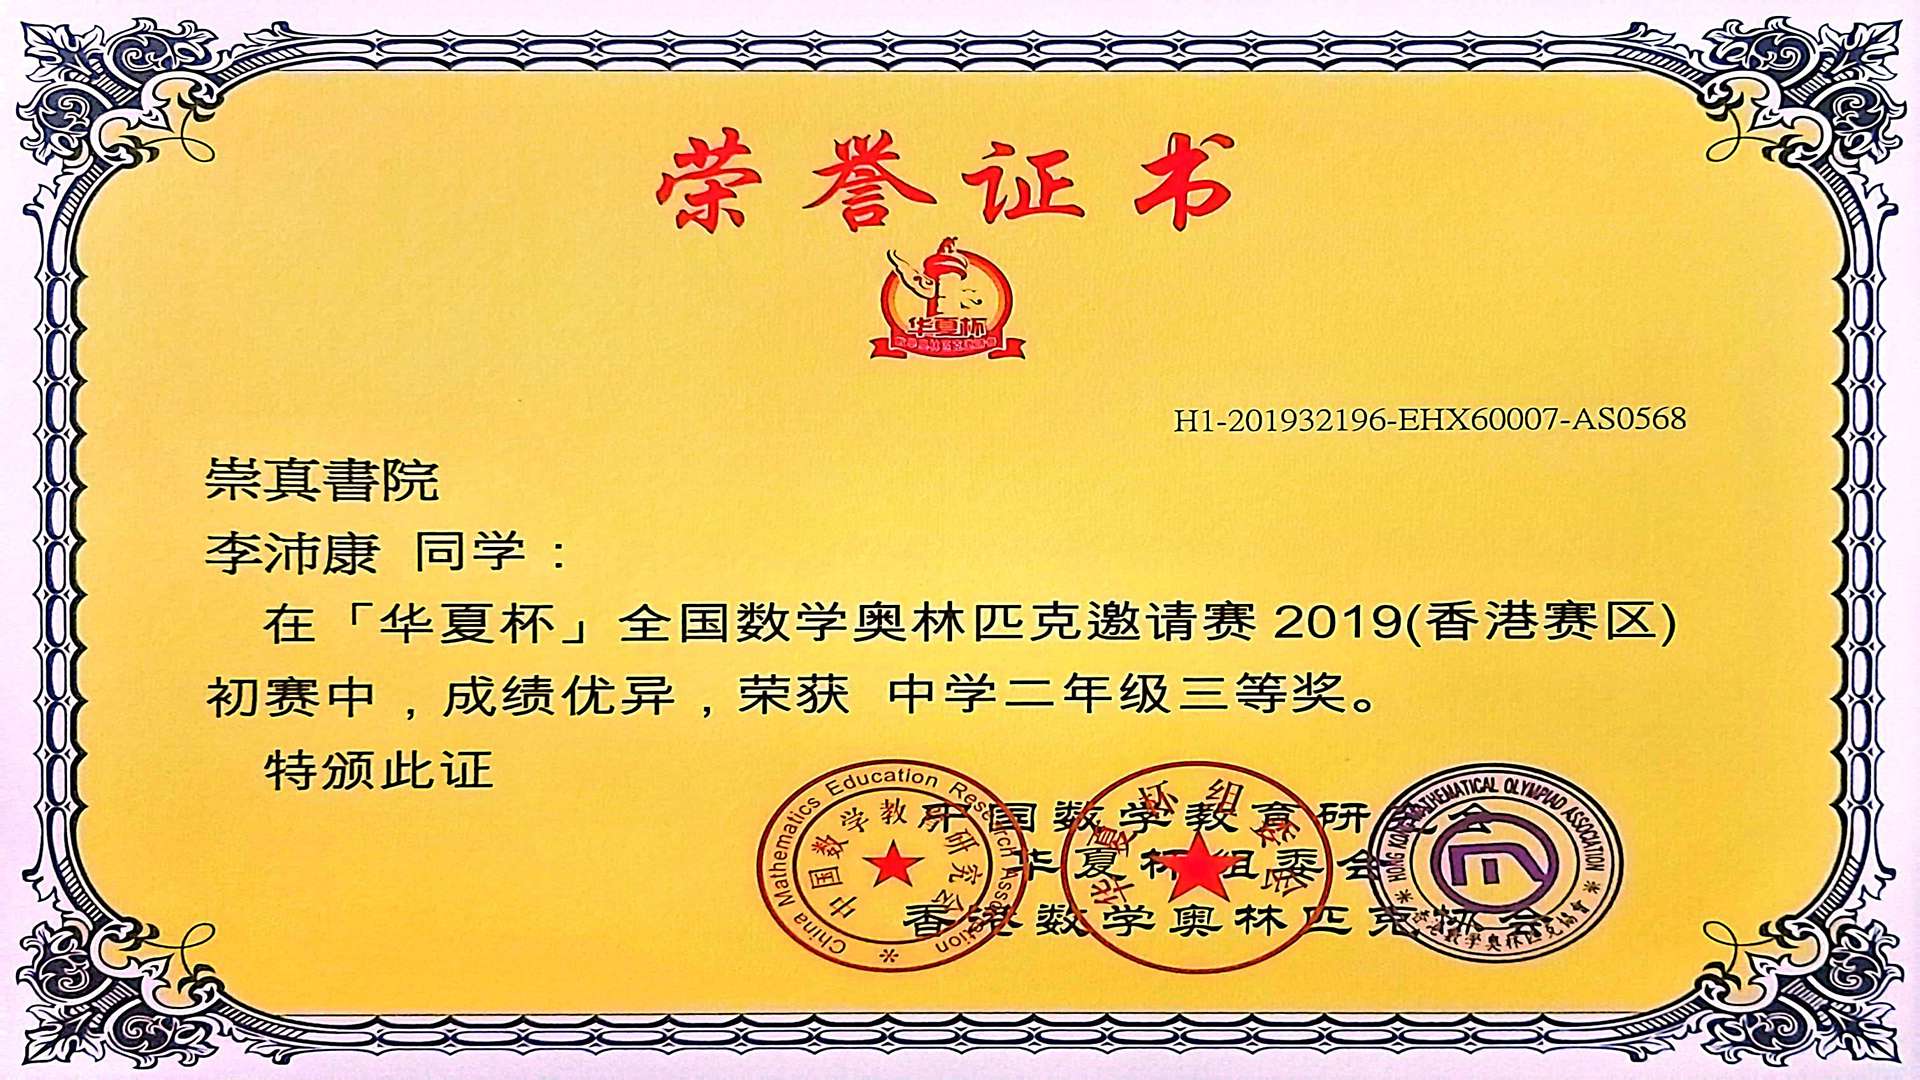 荣誉证书
华夏杯
H1-201932196-EHX60007-AS0568
崇真書院
李沛康 同学：
在「华夏杯」全国数学奥林匹克邀请赛 2019(香港赛区)
初赛中，成绩优异，荣获 中学二年级三等奖。
特颁此证
中国数学教育研究会
华夏杯组委会
香港数学奥林匹克协会
China Mathematics Education Research Association
中国数学教育研究会
华夏杯组委会
HONG KONG MATHEMATICAL OLYMPIAD ASSOCIATION
香港數學奧林匹克協會